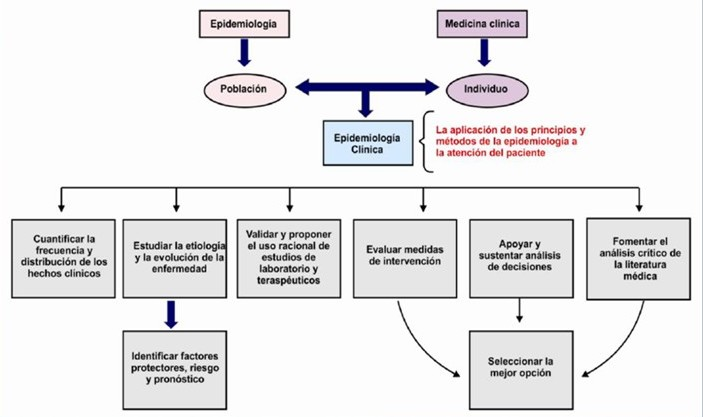 Epidemiología
Medicina clínica
Población
Individuo
Epidemiología
Clínica
La aplicación de los principios y
métodos de la epidemiología a
la atención del paciente
Cuantificar la
frecuencia y
distribución de los
hechos clínicos
Estudiar la etiología
y la evolución de la
enfermedad
Validar y proponer
el uso racional de
estudios de
laboratorio y
teraspéuticos
Evaluar medidas
de intervención
Apoyar y
sustentar análisis
de decisiones
Fomentar el
análisis crítico de
la literatura
médica
Identificar factores
protectores, riesgo
y pronóstico
Seleccionar la
mejor opción